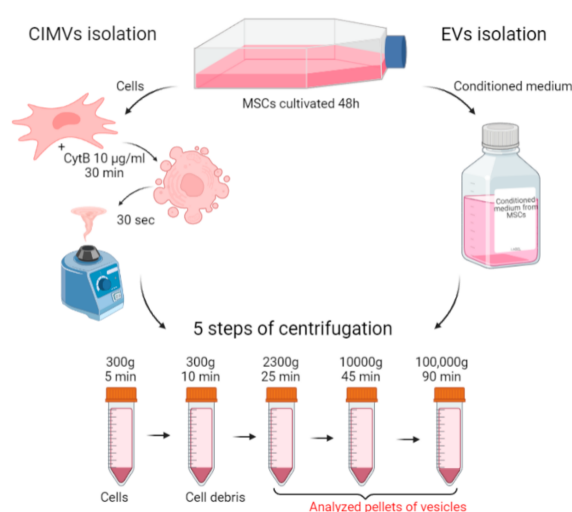 CIMVs isolation
EVs isolation
Cells
Conditioned medium
MSCs cultivated 48h
+
CytB 10 µg/ml
30 min
30 sec
Conditioned
medium from
MSCs
5 steps of centrifugation
300g
5 min
300g
10 min
2300g
25 min
10000g
45 min
100,000g
90 min
Cells
Cell debris
Analyzed pellets of vesicles